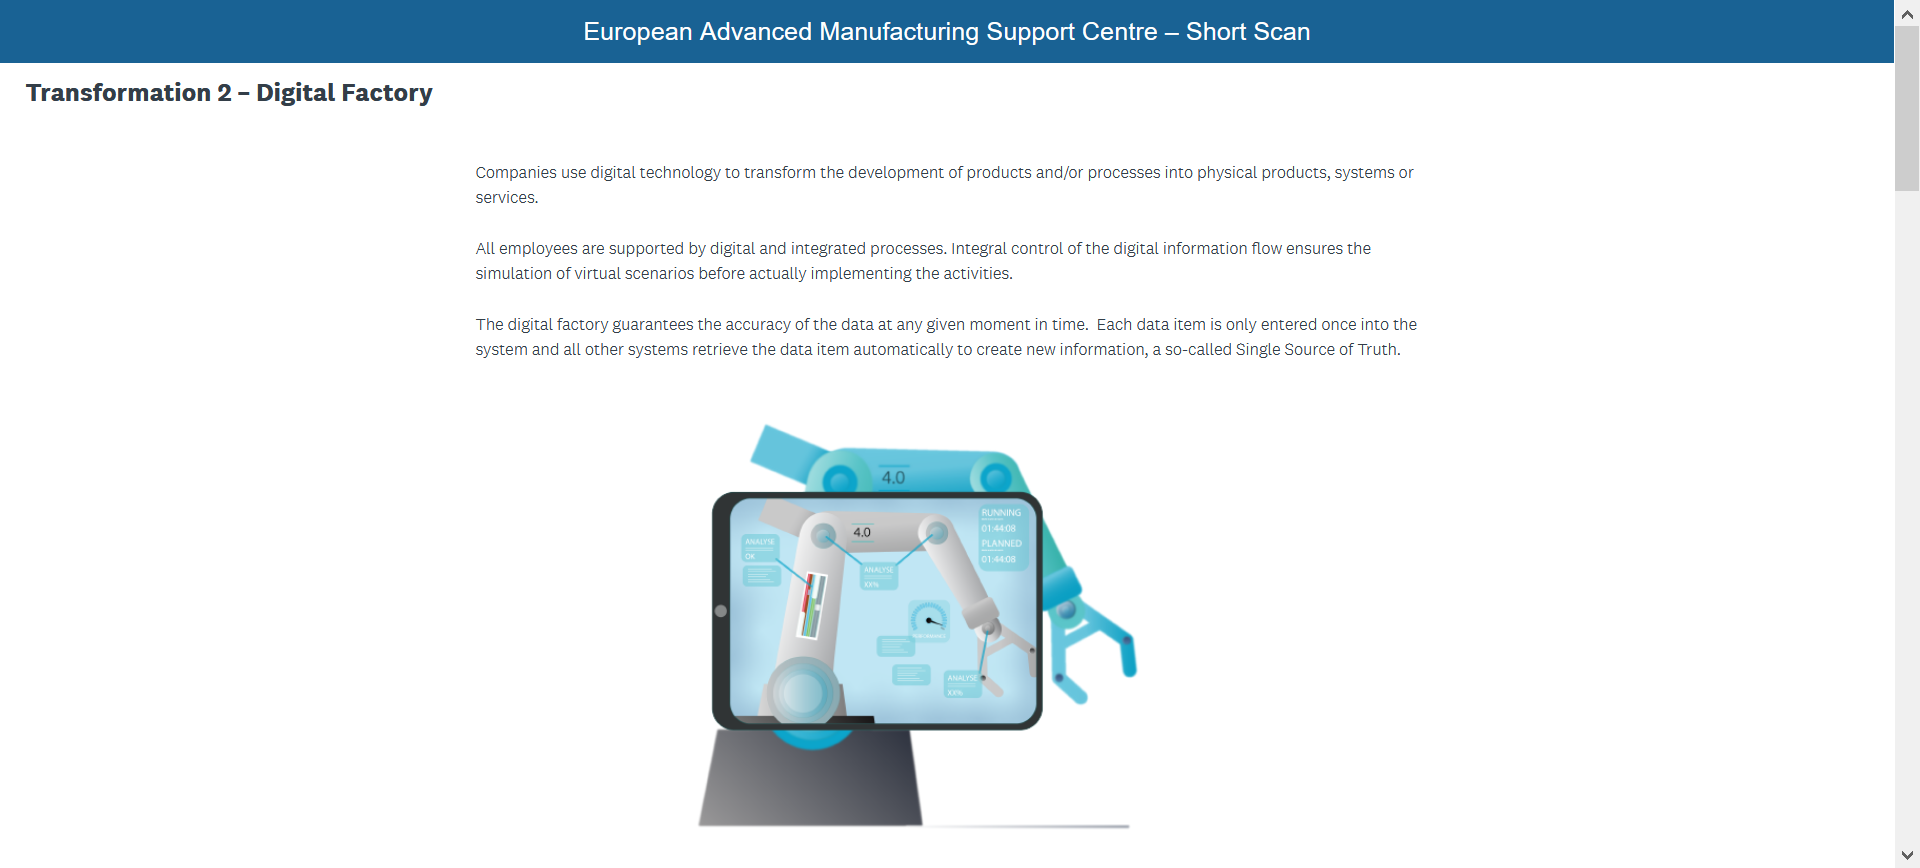 European Advanced Manufacturing Support Centre – Short Scan
Transformation 2 – Digital Factory
Companies use digital technology to transform the development of products and/or processes into physical products, systems or
services.
All employees are supported by digital and integrated processes. Integral control of the digital information flow ensures the
simulation of virtual scenarios before actually implementing the activities.
The digital factory guarantees the accuracy of the data at any given moment in time.  Each data item is only entered once into the
system and all other systems retrieve the data item automatically to create new information, a so-called Single Source of Truth.
4.0
4.0
RUNNING
01:44:08
PLANNED
01:44:08
ANALYSE
OK
ANALYSE
XX%
PERFORMANCE
ANALYSE
XX%